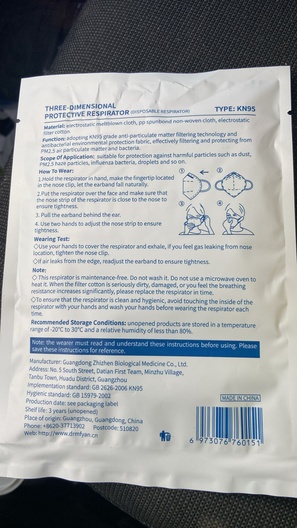 THREE-DIMENSIONAL
PROTECTIVE RESPIRATOR (DISPOSABLE RESPIRATOR) TYPE: KN95
Material: electrostatic meltblown cloth, pp spunbond non-woven cloth, electrostatic
filter cotton.
Function: adopting KN95 grade anti-particulate matter filtering technology and
antibacterial environmental protection fabric, effectively filtering and protecting from
PM2.5 air particulate matter and bacteria.
Scope Of Application: suitable for protection against harmful particles such as dust,
PM2.5 haze particles, influenza bacteria, droplets and so on.
How To Wear:
1.Hold the respirator in hand, make the fingertip located
in the nose clip, let the earband fall naturally.
2.Put the respirator over the face and make sure that
the nose strip of the respirator is close to the nose to
ensure tightness.
3. Pull the earband behind the ear.
4. Use two hands to adjust the nose strip to ensure
tightness.
① ②
③ ④
Wearing Test:
◇Use your hands to cover the respirator and exhale, if you feel gas leaking from nose
location, tighten the nose clip.
◇If air leaks from the edge, readjust the earband to ensure tightness.
Note:
◇This respirator is maintenance-free. Do not wash it. Do not use a microwave oven to
heat it. When the filter cotton is seriously dirty, damaged, or you feel the breathing
resistance increases significantly, please replace the respirator in time.
◇To ensure that the respirator is clean and hygienic, avoid touching the inside of the
respirator with your hands and wash your hands before wearing the respirator each
time.
Recommended Storage Conditions: unopened products are stored in a temperature
range of -20°C to 30°C and a relative humidity of less than 80%.
Note: the wearer must read and understand these instructions before using. Please
save these instructions for reference.
Manufacturer: Guangdong Zhizhen Biological Medicine Co., Ltd.
Address: No. 5 South Street, Datian First Team, Minzhu Village,
Tanbu Town, Huadu District, Guangzhou
Implementation standard: GB 2626-2006 KN95
Hygienic standard: GB 15979-2002
Production date: see packaging label
Shelf life: 3 years (unopened)
Place of origin: Guangzhou, Guangdong, China
Phone: +8620-37713902 Postcode: 510820
Web: http://www.drmfyan.cn
MADE IN CHINA
6 973076 760151